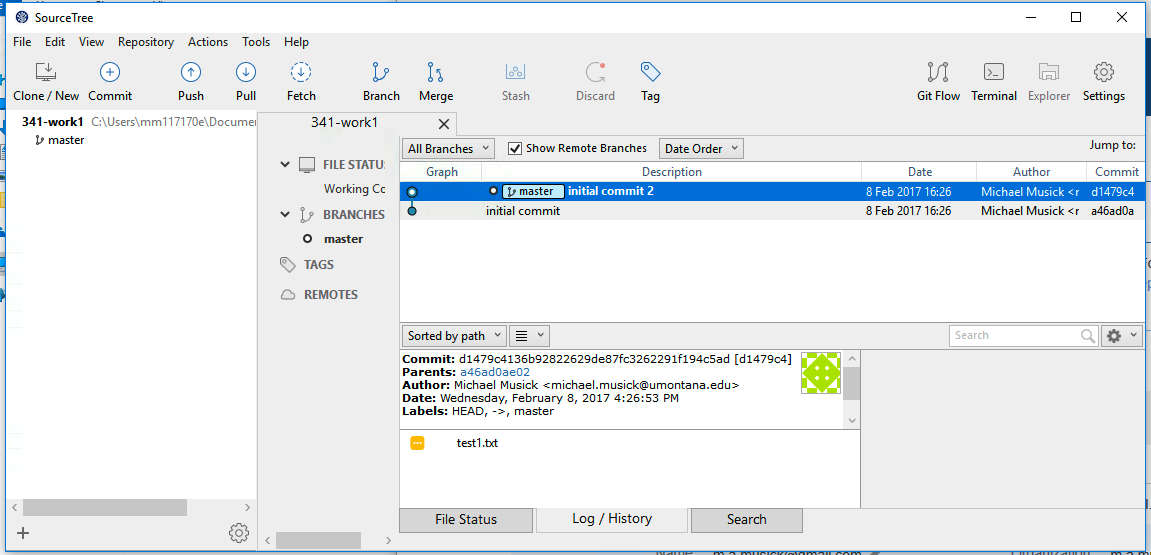 SourceTree
File Edit View Repository Actions Tools Help
Clone / New Commit Push Pull Fetch Branch Merge Stash Discard Tag Git Flow Terminal Explorer Settings
341-work1 C:\Users\mm117170e\Documen
master
341-work1
All Branches Show Remote Branches Date Order Jump to:
Graph Description Date Author Commit
master initial commit 2 8 Feb 2017 16:26 Michael Musick <r d1479c4
initial commit 8 Feb 2017 16:26 Michael Musick <r a46ad0a
FILE STATU
Working Co
BRANCHES
master
TAGS
REMOTES
Sorted by path Search
Commit: d1479c4136b92822629de87fc3262291f194c5ad [d1479c4]
Parents: a46ad0ae02
Author: Michael Musick <michael.musick@umontana.edu>
Date: Wednesday, February 8, 2017 4:26:53 PM
Labels: HEAD, ->, master
test1.txt
File Status Log / History Search